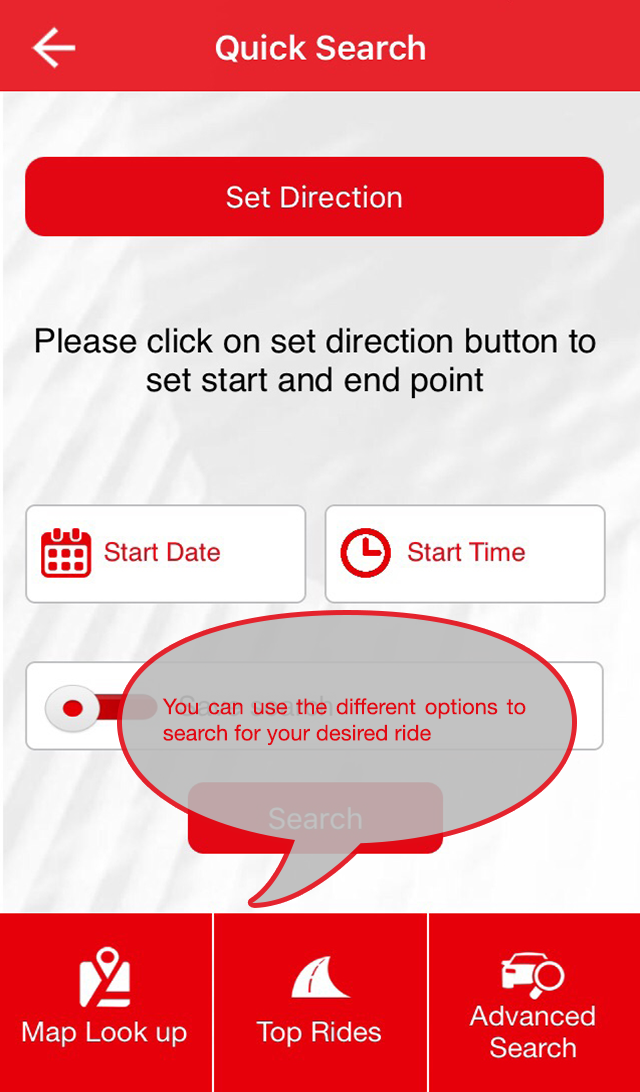 Quick Search
Set Direction
Please click on set direction button to
set start and end point
Start Date
Start Time
Save search
You can use the different options to
search for your desired ride
Search
Map Look up
Top Rides
Advanced
Search